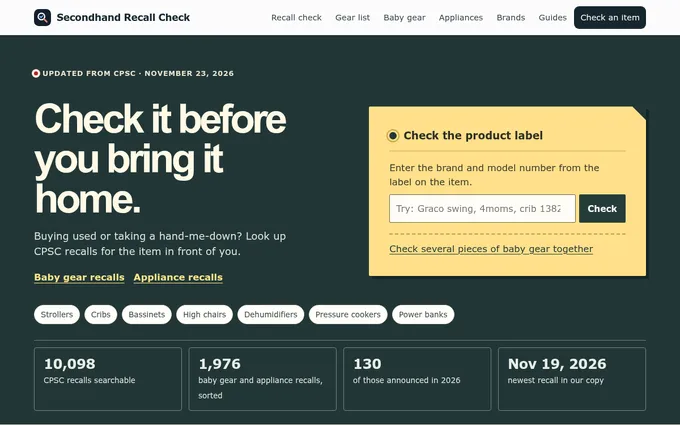 Secondhand Recall Check
Recall check Gear list Baby gear Appliances Brands Guides Check an item
UPDATED FROM CPSC · NOVEMBER 23, 2026
Check it before
you bring it
home.
Buying used or taking a hand-me-down? Look up
CPSC recalls for the item in front of you.
Baby gear recalls Appliance recalls
Check the product label
Enter the brand and model number from the
label on the item.
Try: Graco swing, 4moms, crib 1382
Check
Check several pieces of baby gear together
Strollers Cribs Bassinets High chairs Dehumidifiers Pressure cookers Power banks
10,098
CPSC recalls searchable
1,976
baby gear and appliance recalls,
sorted
130
of those announced in 2026
Nov 19, 2026
newest recall in our copy